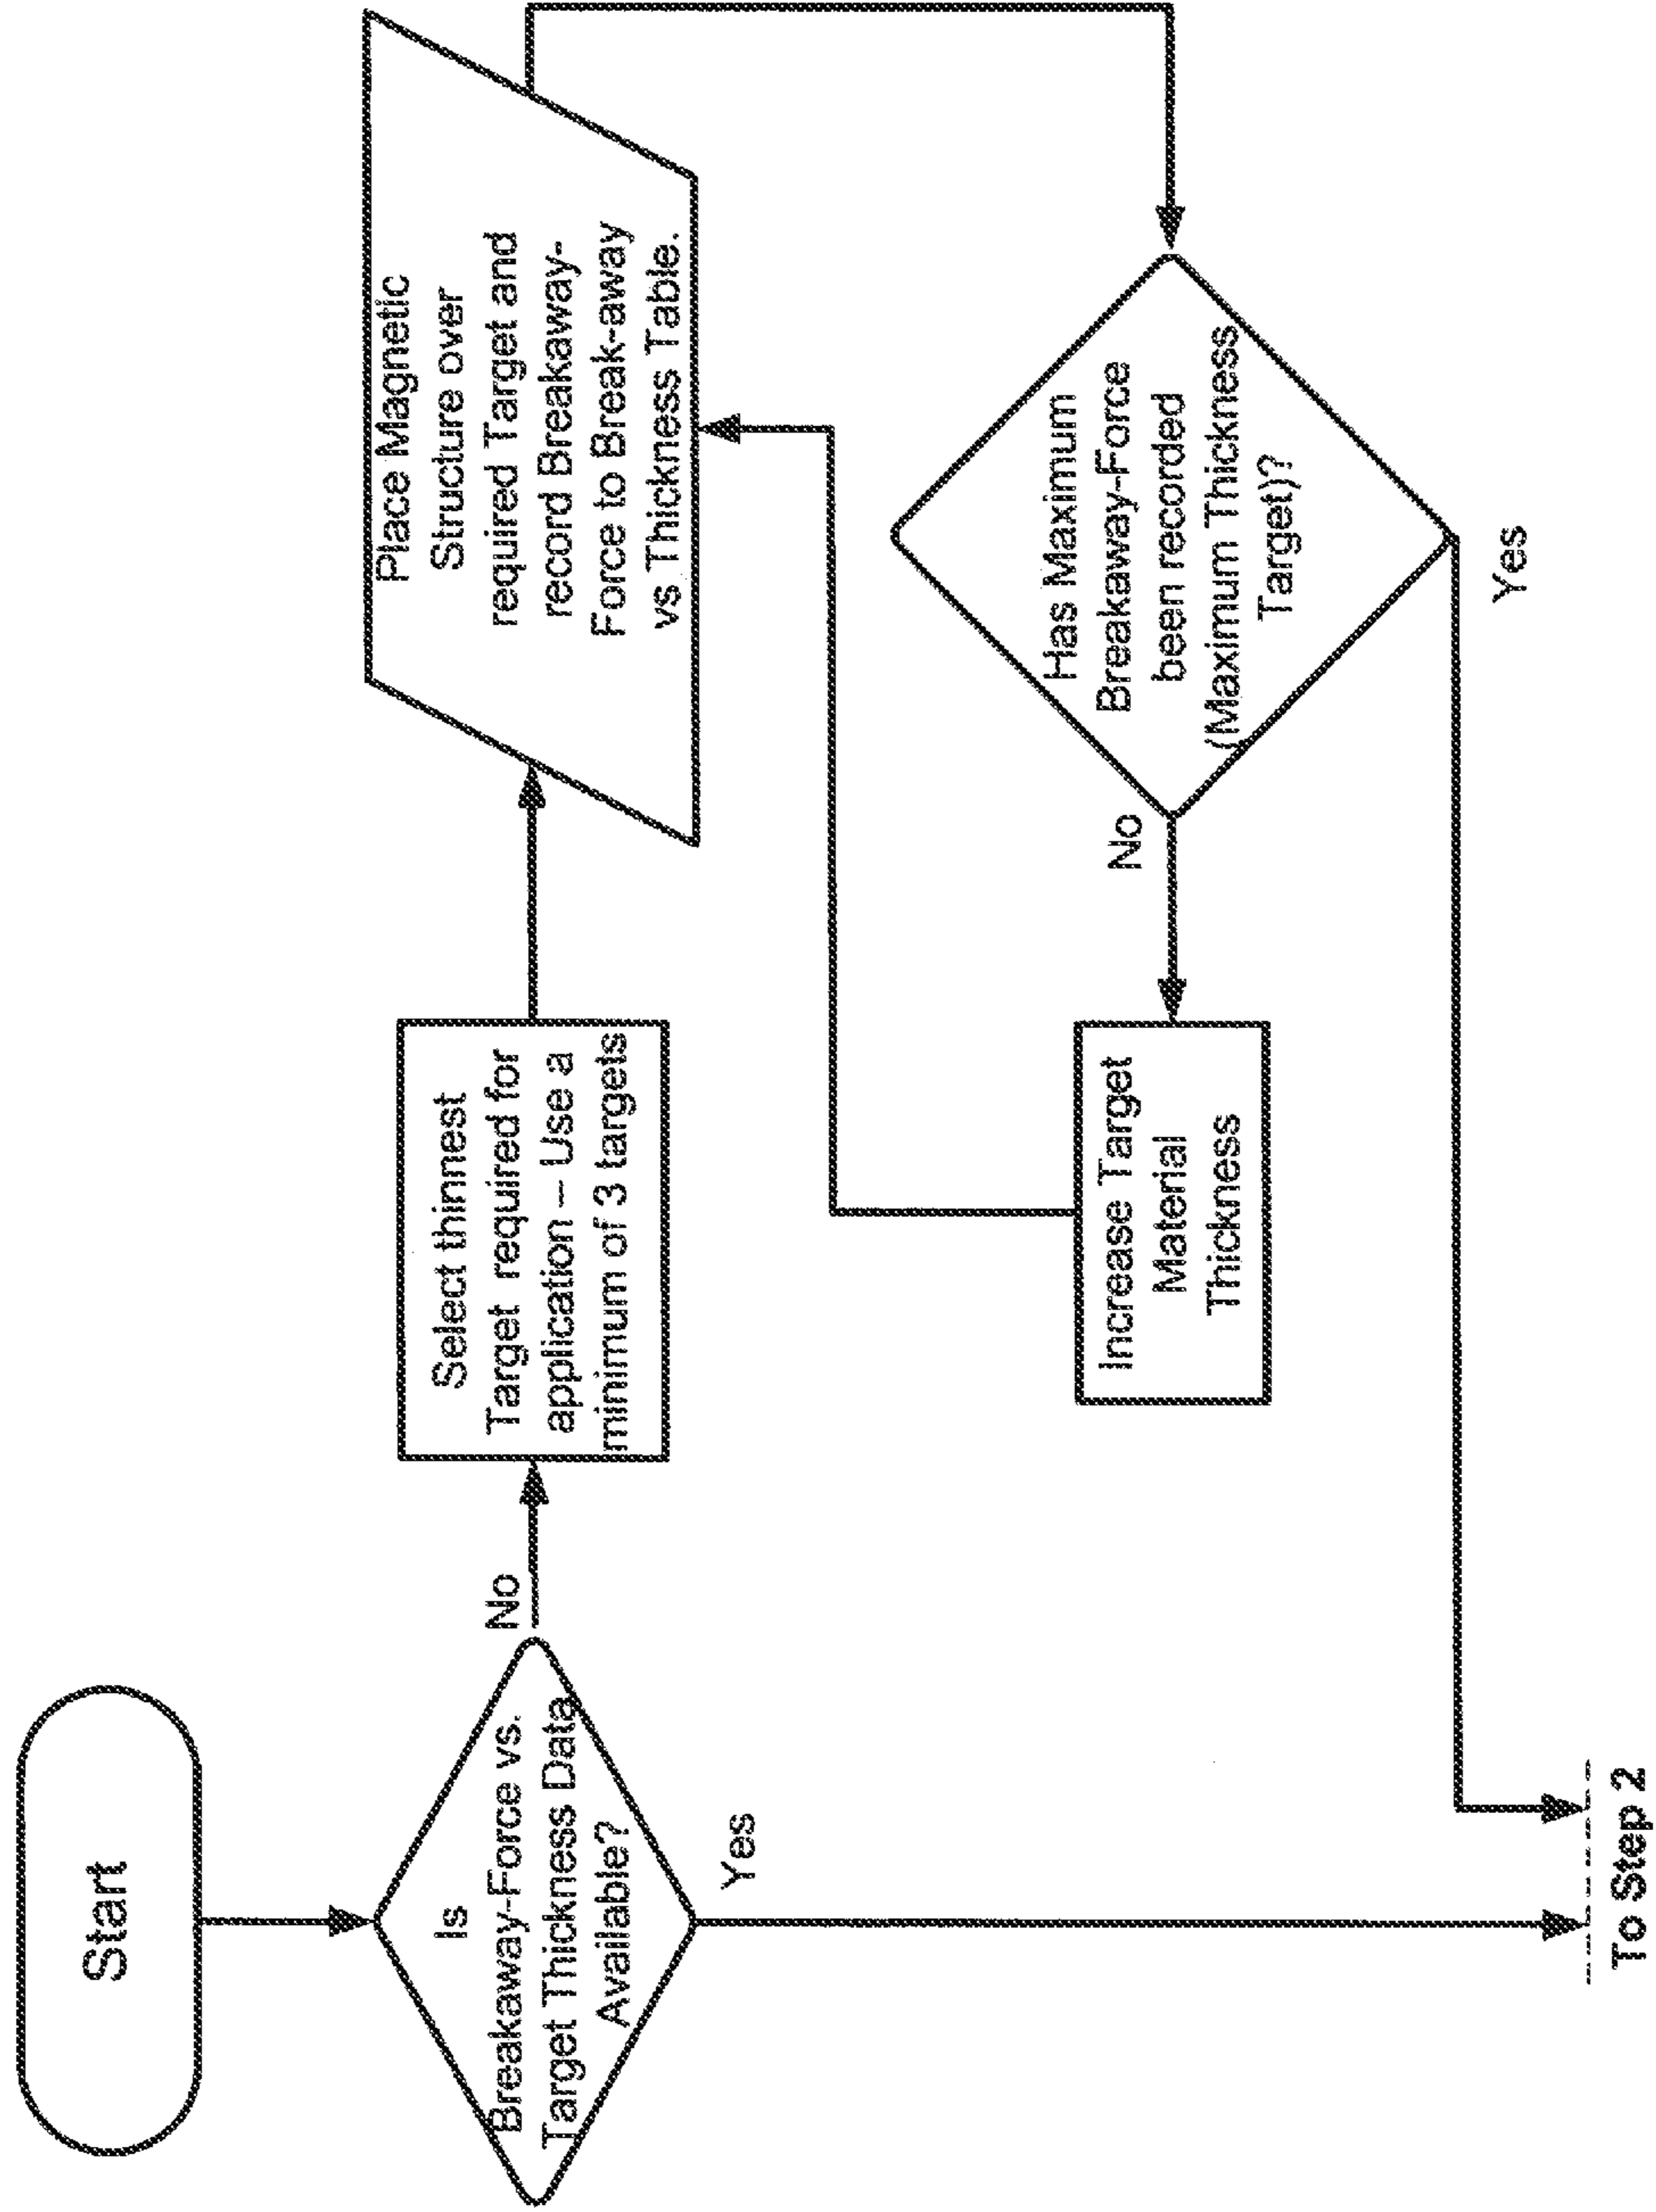 Start
Is
Breakaway-Force vs.
Target Thickness Data
Available?
No
Yes
Select thinnest
Target required for
application – Use a
minimum of 3 targets
Place Magnetic
Structure over
required Target and
record Breakaway-
Force to Break-away
vs Thickness Table.
Has Maximum
Breakaway-Force
been recorded
(Maximum Thickness
Target)?
No
Yes
Increase Target
Material
Thickness
To Step 2